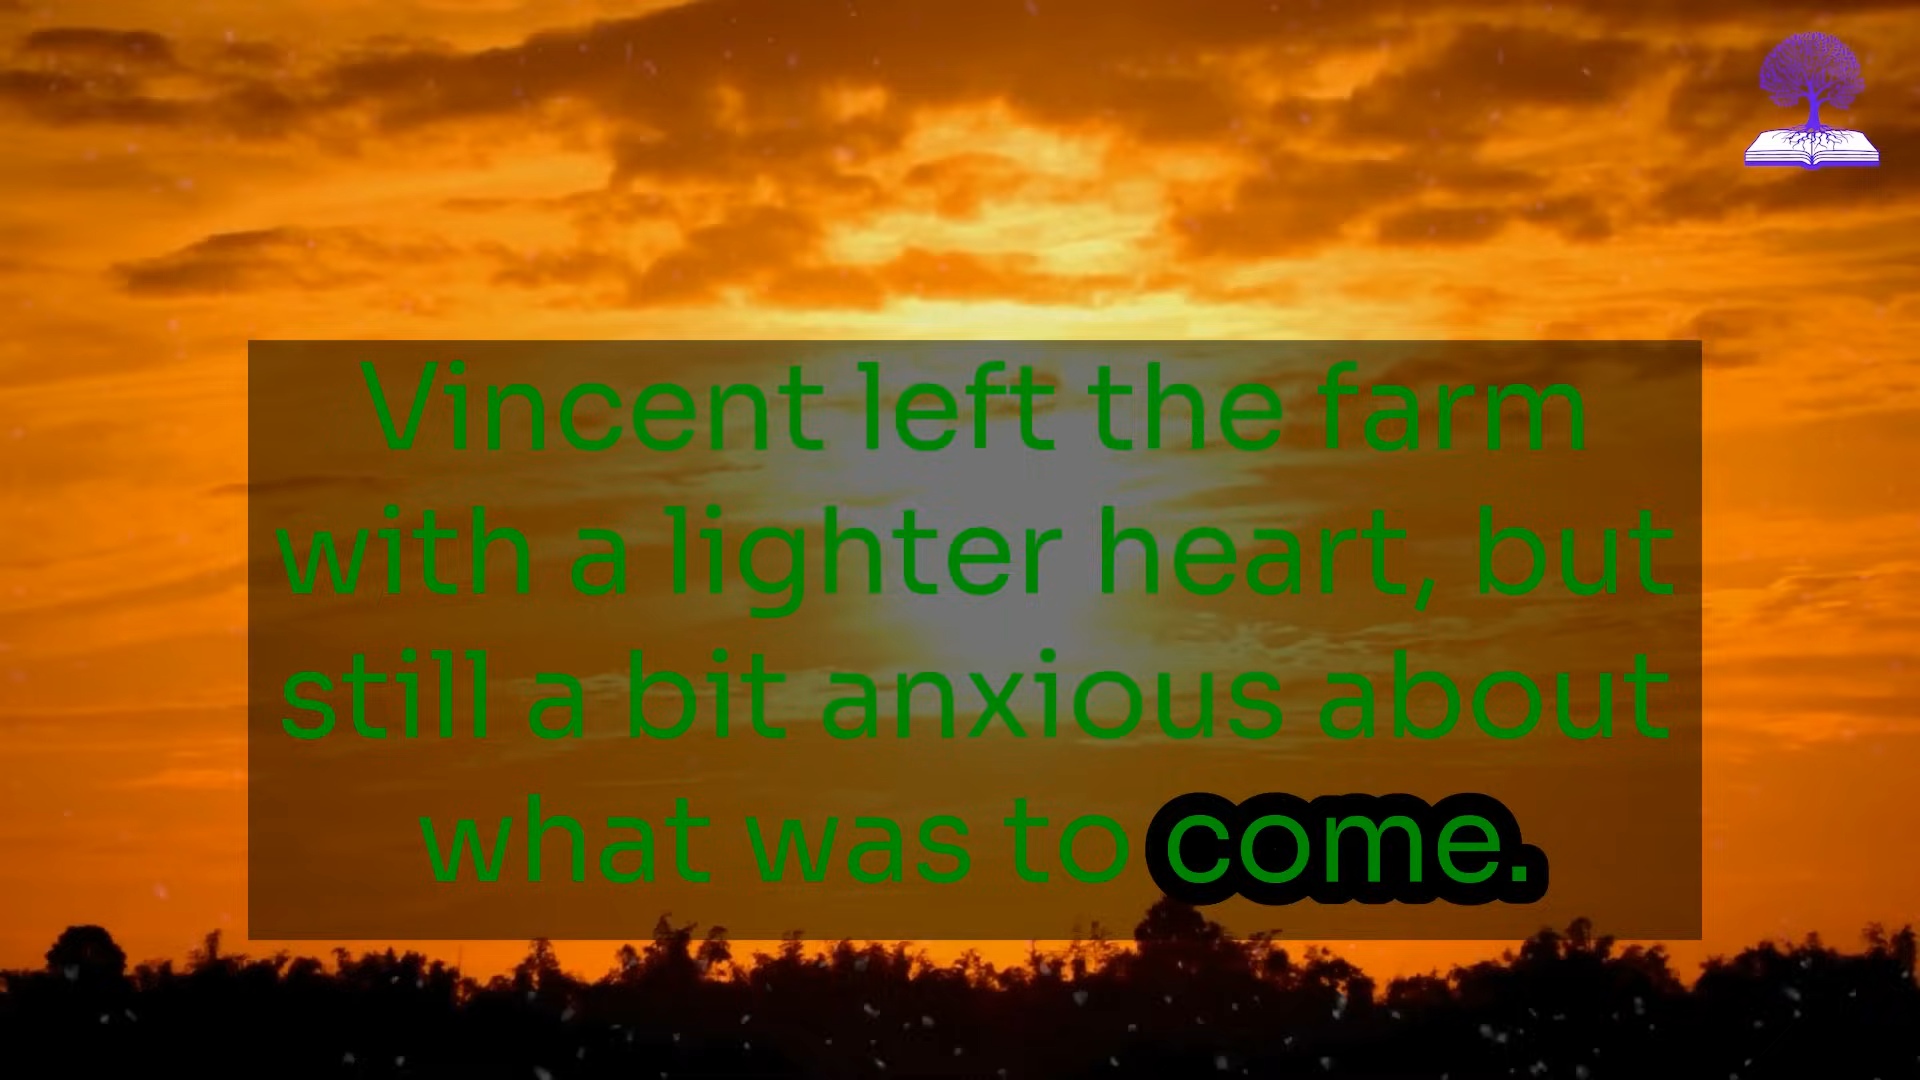 Vincent left the farm
with a lighter heart, but
still a bit anxious about
what was to come.